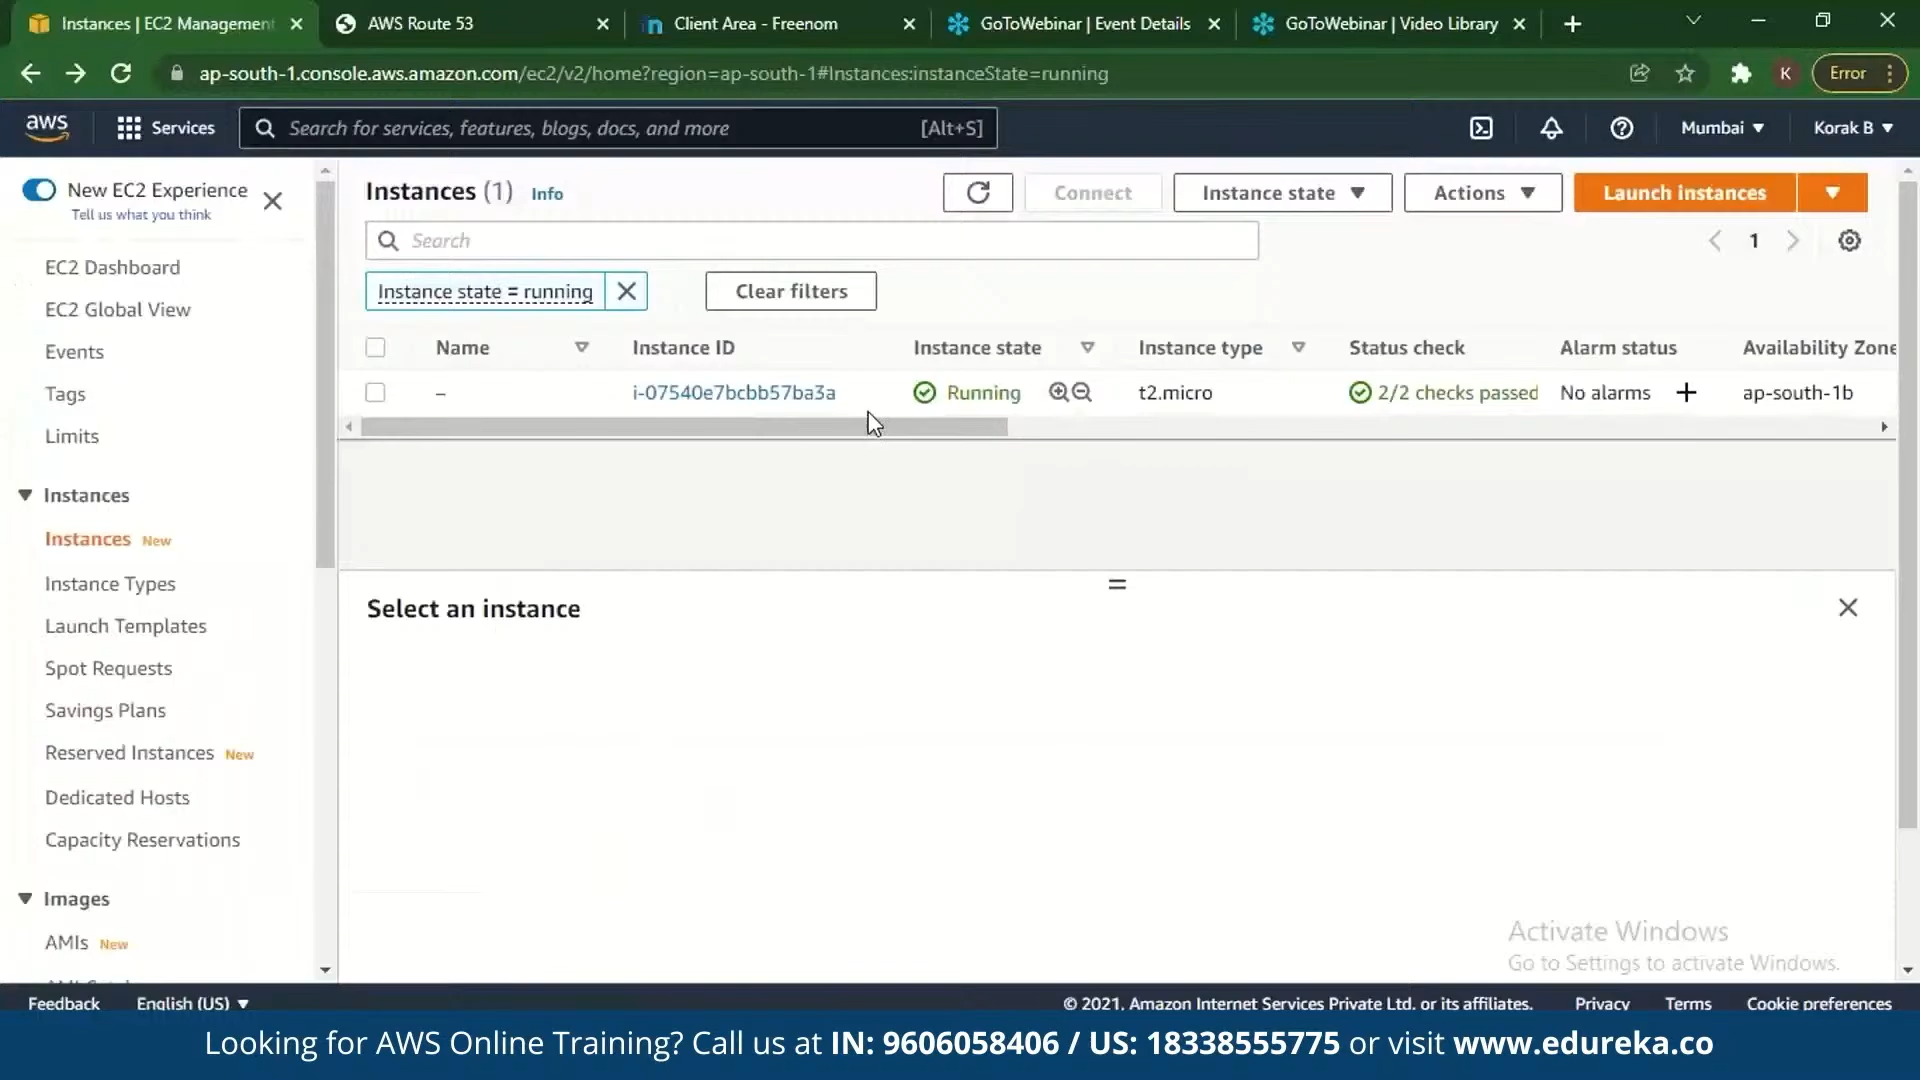 Instances | EC2 Management
AWS Route 53
Client Area - Freenom
GoToWebinar | Event Details
GoToWebinar | Video Library
ap-south-1.console.aws.amazon.com/ec2/v2/home?region=ap-south-1#Instances:instanceState=running
K
Error
aws
Services
Search for services, features, blogs, docs, and more
[Alt+S]
Mumbai
Korak B
New EC2 Experience
Tell us what you think
EC2 Dashboard
EC2 Global View
Events
Tags
Limits
Instances
Instances New
Instance Types
Launch Templates
Spot Requests
Savings Plans
Reserved Instances New
Dedicated Hosts
Capacity Reservations
Images
AMIs New
Instances (1) Info
Connect
Instance state
Actions
Launch instances
Search
1
Instance state = running
Clear filters
Name
Instance ID
Instance state
Instance type
Status check
Alarm status
Availability Zone
–
i-07540e7bcbb57ba3a
Running
t2.micro
2/2 checks passed
No alarms +
ap-south-1b
Select an instance
Activate Windows
Go to Settings to activate Windows.
Feedback
English (US)
© 2021, Amazon Internet Services Private Ltd. or its affiliates.
Privacy
Terms
Cookie preferences
Looking for AWS Online Training? Call us at IN: 9606058406 / US: 18338555775 or visit www.edureka.co